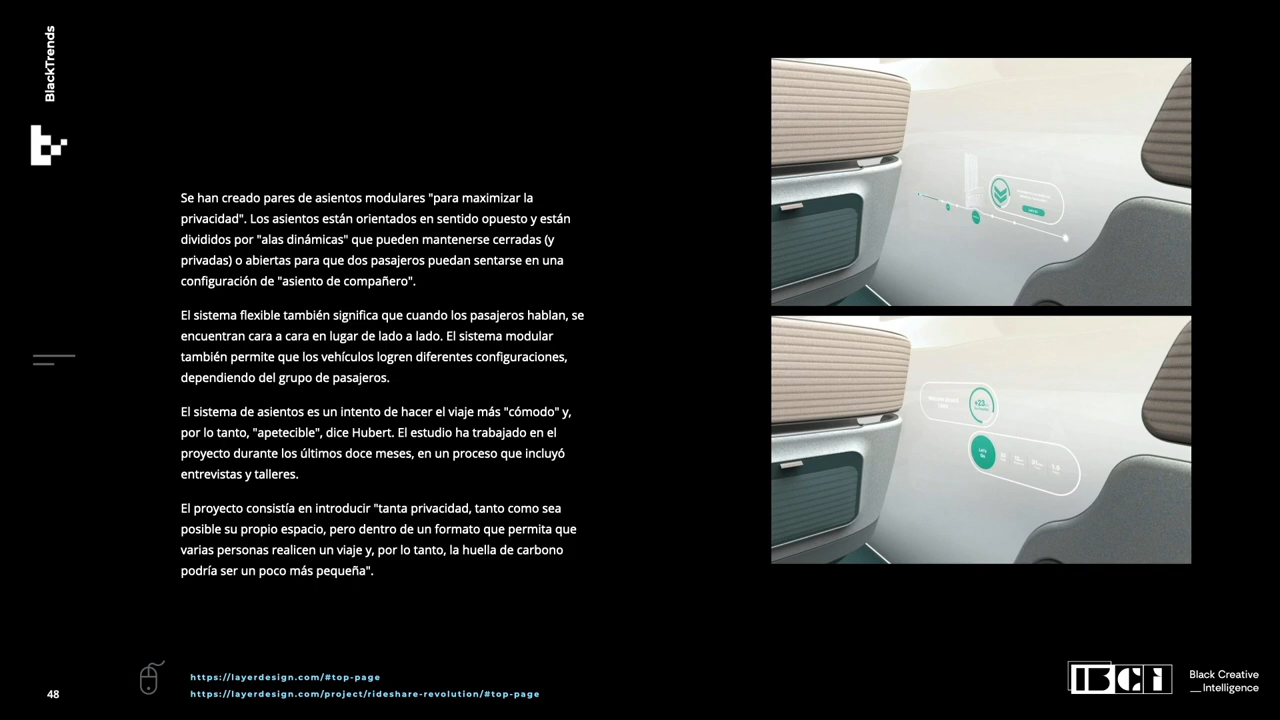 BlackTrends
Se han creado pares de asientos modulares "para maximizar la
privacidad". Los asientos están orientados en sentido opuesto y están
divididos por "alas dinámicas" que pueden mantenerse cerradas (y
privadas) o abiertas para que dos pasajeros puedan sentarse en una
configuración de "asiento de compañero".
El sistema flexible también significa que cuando los pasajeros hablan, se
encuentran cara a cara en lugar de lado a lado. El sistema modular
también permite que los vehículos logren diferentes configuraciones,
dependiendo del grupo de pasajeros.
El sistema de asientos es un intento de hacer el viaje más "cómodo" y,
por lo tanto, "apetecible", dice Hubert. El estudio ha trabajado en el
proyecto durante los últimos doce meses, en un proceso que incluyó
entrevistas y talleres.
El proyecto consistía en introducir "tanta privacidad, tanto como sea
posible su propio espacio, pero dentro de un formato que permita que
varias personas realicen un viaje y, por lo tanto, la huella de carbono
podría ser un poco más pequeña".
Let's
Go
48
https://layerdesign.com/#top-page
https://layerdesign.com/project/rideshare-revolution/#top-page
BCI
Black Creative
__Intelligence